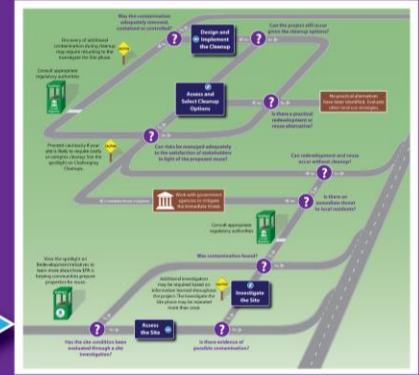 Was the contamination
adequately removed,
contained or controlled?
Design and
Implement
the Cleanup
Can the project still occur
given the cleanup options?
Discovery of additional
contamination during cleanup
may require returning to the
Investigate the Site phase.
Consult appropriate
regulatory authorities
Assess and
Select Cleanup
Options
No practical alternatives
have been identified. Evaluate
other land use strategies.
Is there a practical
redevelopment or
reuse alternative?
Proceed cautiously if your
site is likely to require costly
or complex cleanup. See the
spotlight on Challenging
Cleanups.
Can risks be managed adequately
to the satisfaction of stakeholders
in light of the proposed reuse?
Can redevelopment and reuse
occur without cleanup?
Work with government
agencies to mitigate
the immediate threat.
Is there an
immediate threat
to local residents?
Consult appropriate
regulatory authorities
Was contamination found?
View the spotlight on
Redevelopment Initiatives to
learn more about how EPA is
helping communities prepare
properties for reuse.
Additional investigation
may be required based on
information learned throughout
the project. The Investigate the
Site phase may be repeated
more than once.
Investigate
the Site
Assess
the Site
Has the site condition been
evaluated through a site
investigation?
Is there evidence of
possible contamination?